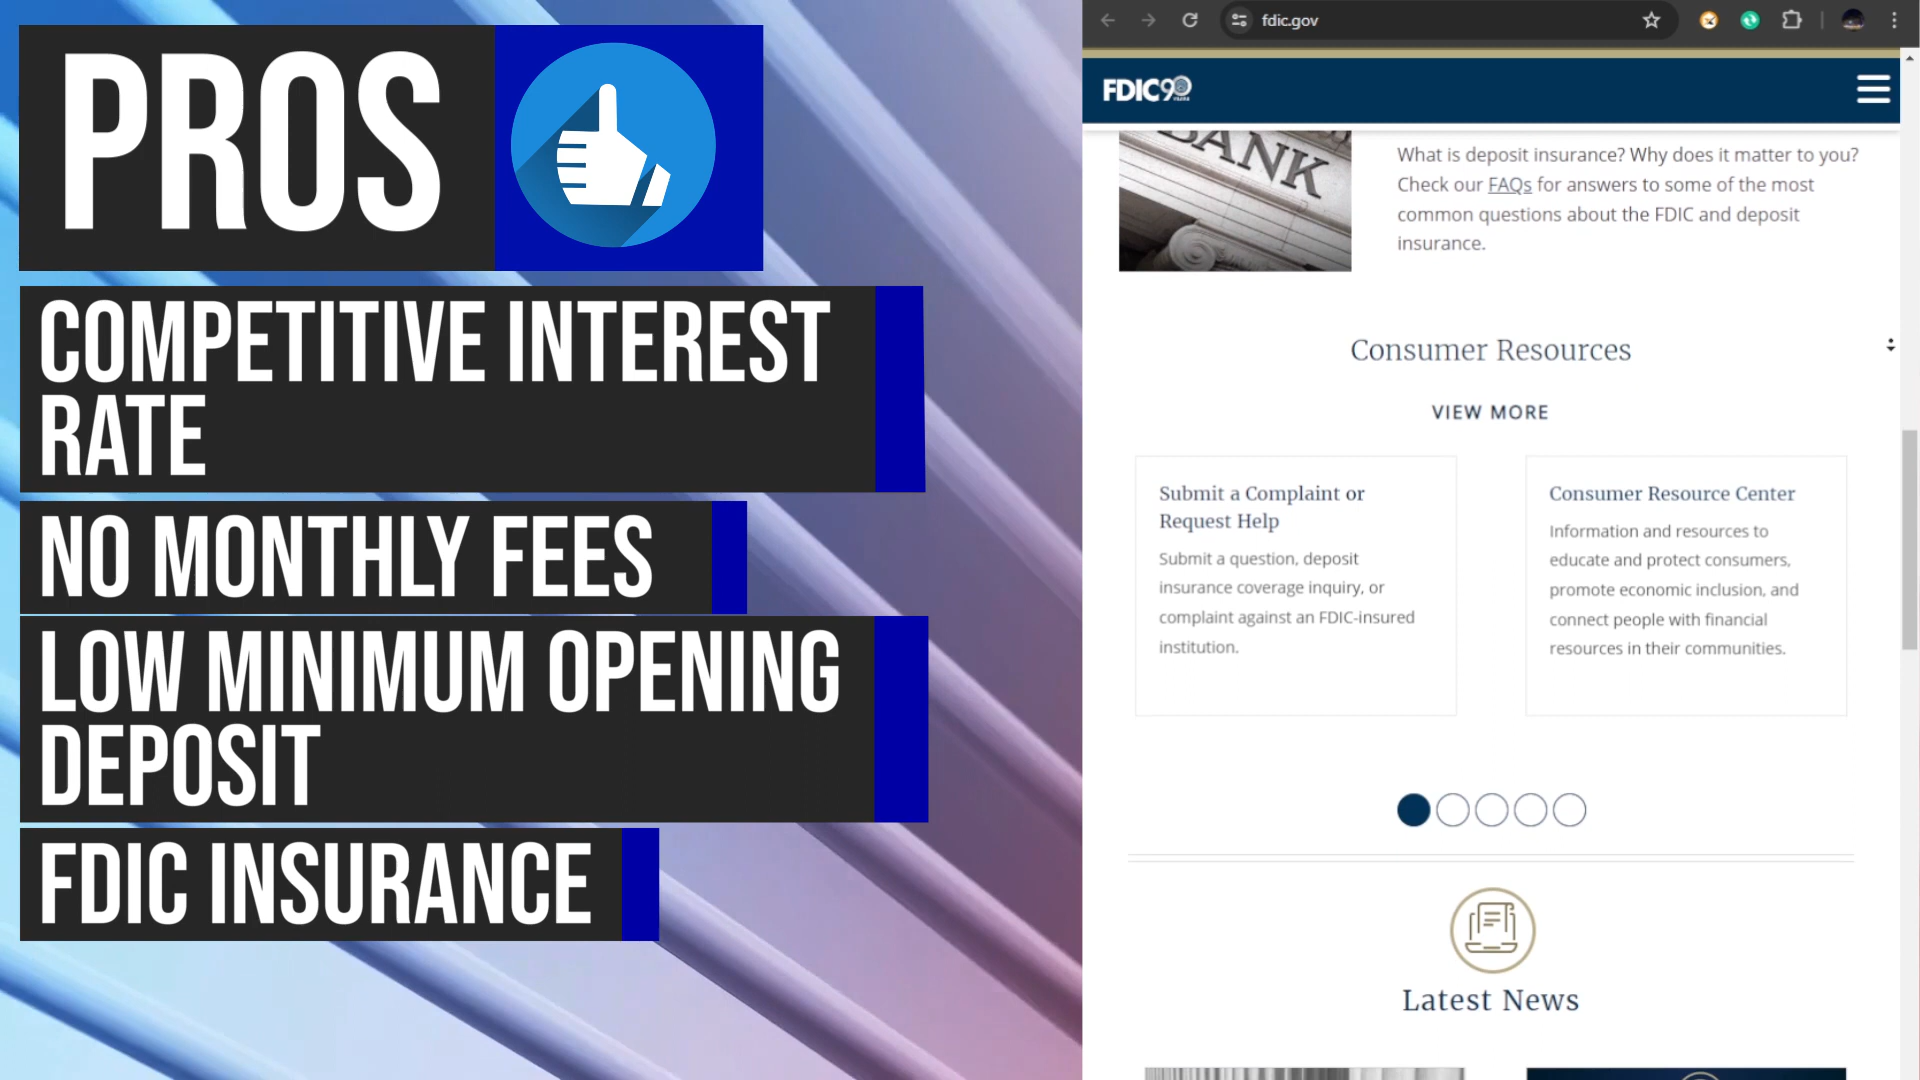 PROS
COMPETITIVE INTEREST
RATE
NO MONTHLY FEES
LOW MINIMUM OPENING
DEPOSIT
FDIC INSURANCE
fdic.gov
FDIC90
BANK
What is deposit insurance? Why does it matter to you?
Check our FAQs for answers to some of the most
common questions about the FDIC and deposit
insurance.
Consumer Resources
VIEW MORE
Submit a Complaint or
Request Help
Submit a question, deposit
insurance coverage inquiry, or
complaint against an FDIC-insured
institution.
Consumer Resource Center
Information and resources to
educate and protect consumers,
promote economic inclusion, and
connect people with financial
resources in their communities.
Latest News